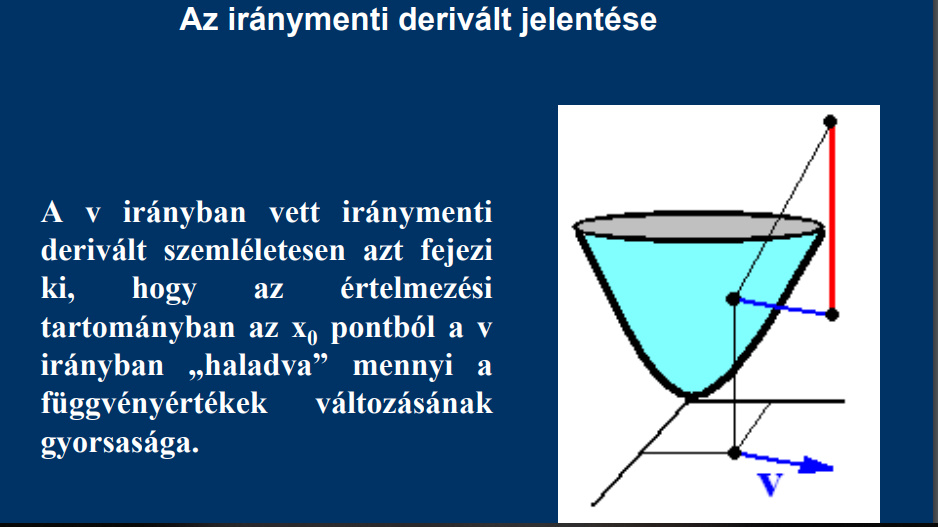 Az iránymenti derivált jelentése
A v irányban vett iránymenti
derivált szemléletesen azt fejezi
ki, hogy az értelmezési
tartományban az x₀ pontból a v
irányban „haladva” mennyi a
függvényértékek változásának
gyorsasága.
v